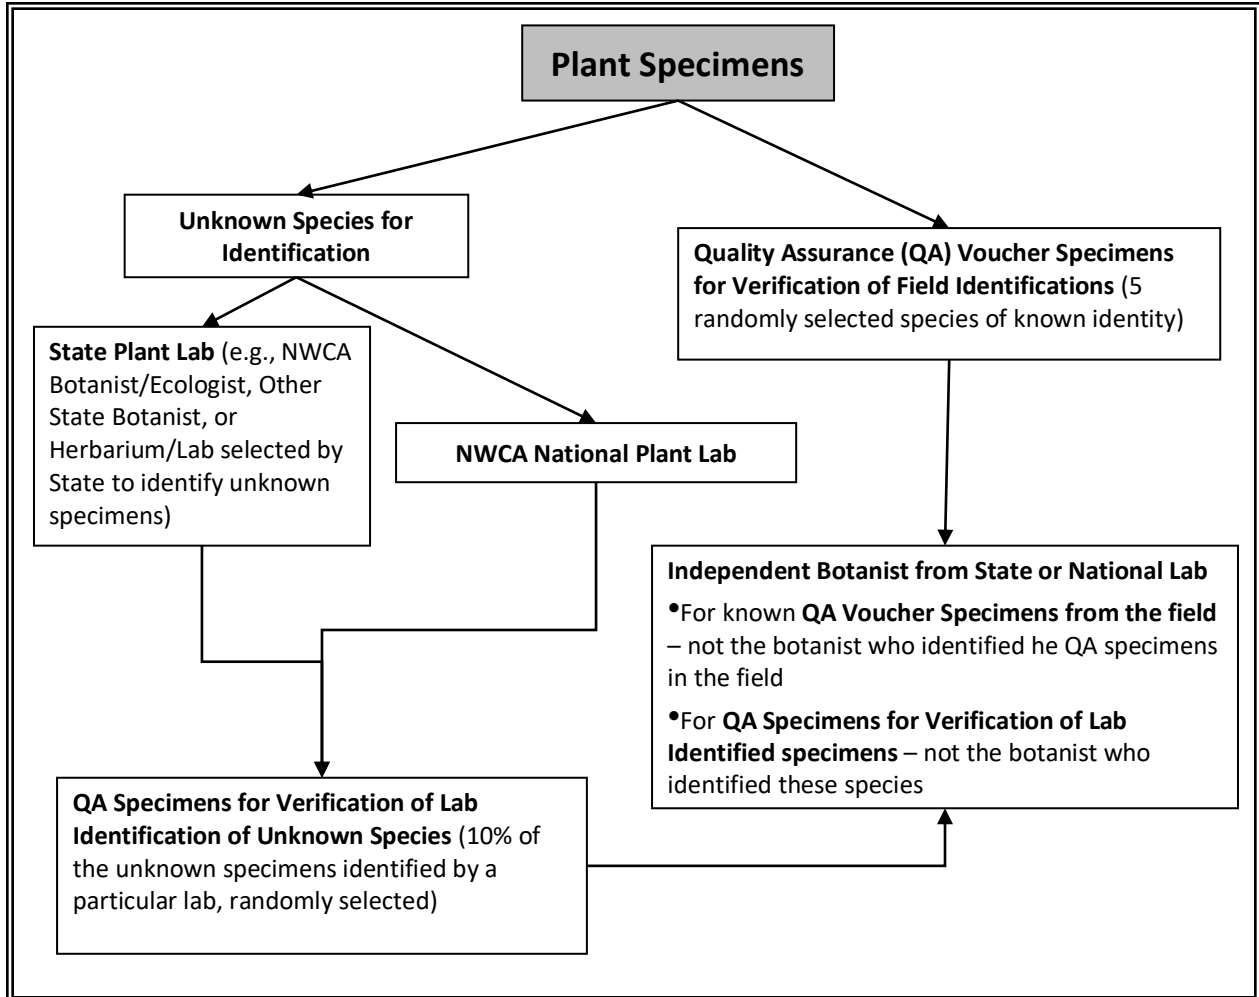 Plant Specimens
Unknown Species for
Identification
Quality Assurance (QA) Voucher Specimens
for Verification of Field Identifications (5
randomly selected species of known identity)
State Plant Lab (e.g., NWCA
Botanist/Ecologist, Other
State Botanist, or
Herbarium/Lab selected by
State to identify unknown
specimens)
NWCA National Plant Lab
Independent Botanist from State or National Lab
•For known QA Voucher Specimens from the field
– not the botanist who identified he QA specimens
in the field
•For QA Specimens for Verification of Lab
Identified specimens – not the botanist who
identified these species
QA Specimens for Verification of Lab
Identification of Unknown Species (10% of
the unknown specimens identified by a
particular lab, randomly selected)